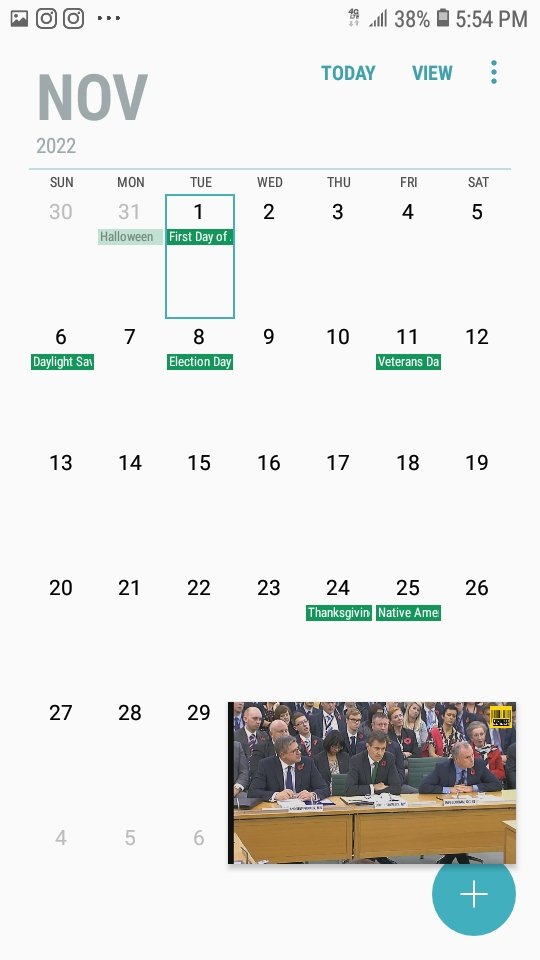 4G LTE 38% 5:54 PM
NOV
TODAY VIEW
2022
SUN MON TUE WED THU FRI SAT
30 31 1 2 3 4 5
Halloween First Day of
6 7 8 9 10 11 12
Daylight Sav Election Day Veterans Da
13 14 15 16 17 18 19
20 21 22 23 24 25 26
Thanksgivin Native Ame
27 28 29
4 5 6